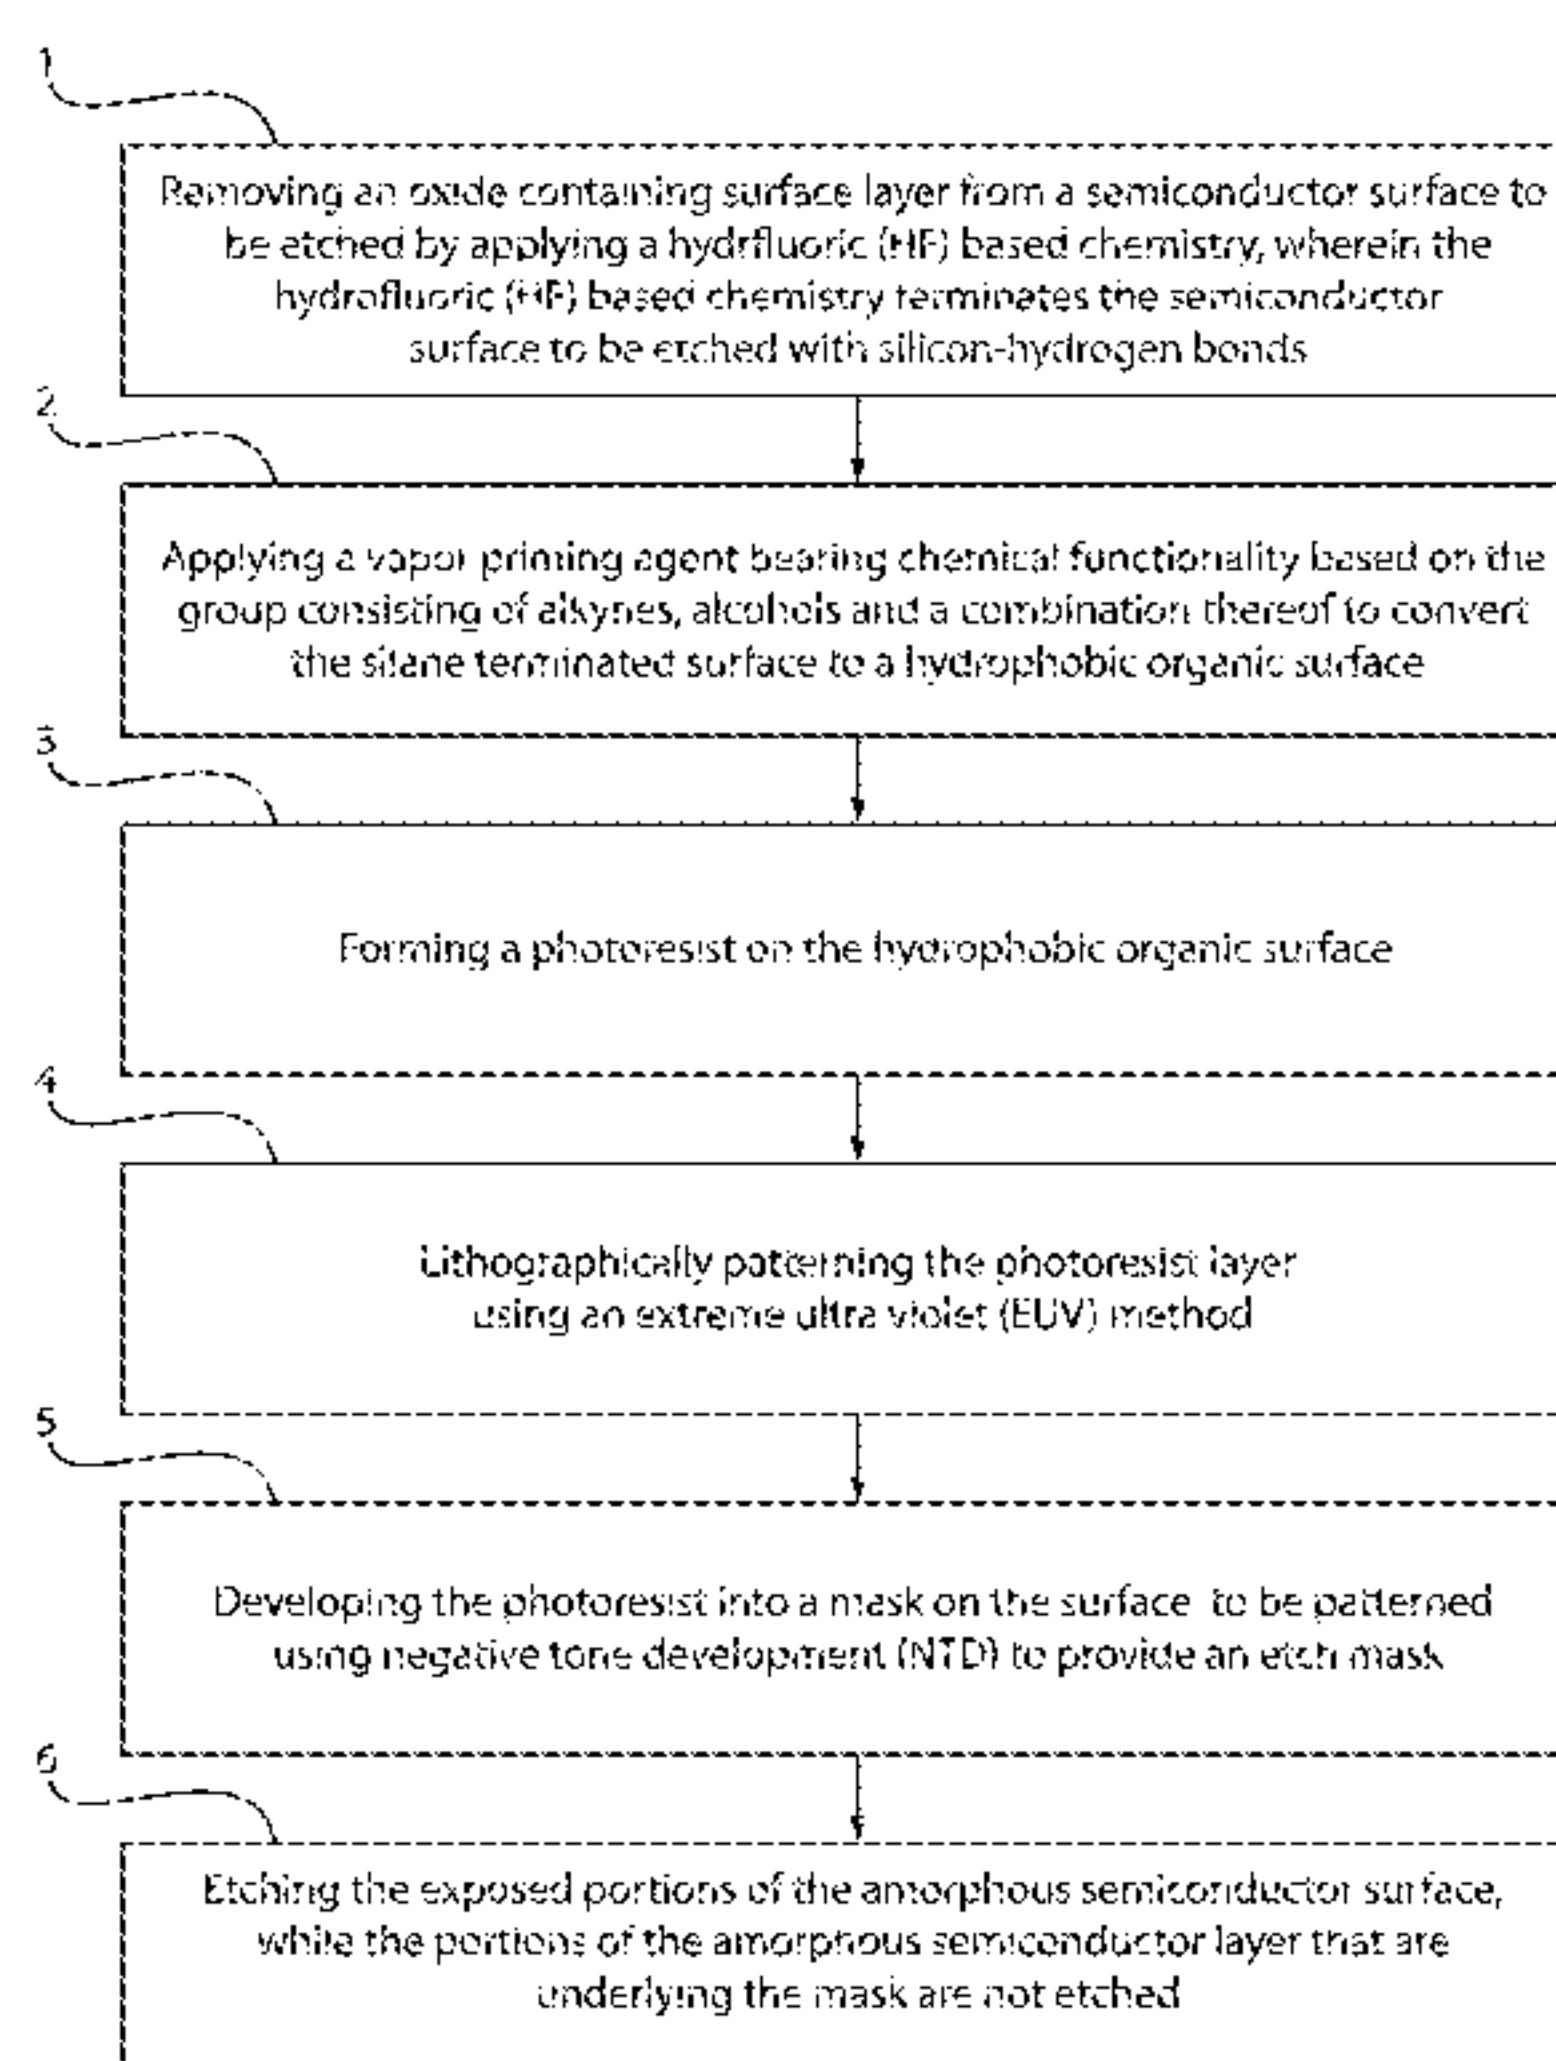 1
Removing an oxide containing surface layer from a semiconductor surface to
be etched by applying a hydrfluoric (HF) based chemistry, wherein the
hydrofluoric (HF) based chemistry terminates the semiconductor
surface to be etched with silicon-hydrogen bonds
2
Applying a vapor priming agent bearing chemical functionality based on the
group consisting of alkynes, alcohols and a combination thereof to convert
the silane terminated surface to a hydrophobic organic surface
3
Forming a photoresist on the hydrophobic organic surface
4
Lithographically patterning the photoresist layer
using an extreme ultra violet (EUV) method
5
Developing the photoresist into a mask on the surface to be patterned
using negative tone development (NTD) to provide an etch mask
6
Etching the exposed portions of the amorphous semiconductor surface,
while the portions of the amorphous semiconductor layer that are
underlying the mask are not etched